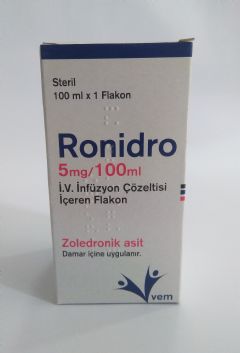 Steril
100 ml x 1 Flakon
Ronidro
5mg/100ml
İ.V. İnfüzyon Çözeltisi
İçeren Flakon
Zoledronik asit
Damar içine uygulanır.
vem